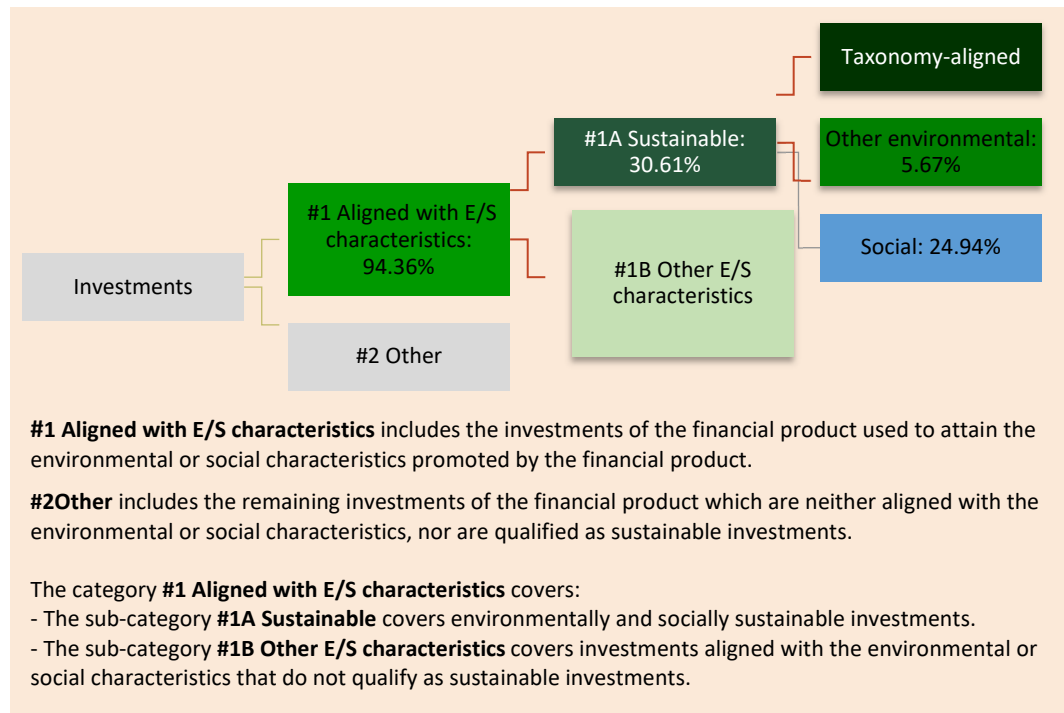 Taxonomy-aligned
#1A Sustainable:
30.61%
Other environmental:
5.67%
#1 Aligned with E/S
characteristics:
94.36%
Social: 24.94%
#1B Other E/S
characteristics
Investments
#2 Other
#1 Aligned with E/S characteristics includes the investments of the financial product used to attain the
environmental or social characteristics promoted by the financial product.
#2Other includes the remaining investments of the financial product which are neither aligned with the
environmental or social characteristics, nor are qualified as sustainable investments.
The category #1 Aligned with E/S characteristics covers:
- The sub-category #1A Sustainable covers environmentally and socially sustainable investments.
- The sub-category #1B Other E/S characteristics covers investments aligned with the environmental or
social characteristics that do not qualify as sustainable investments.